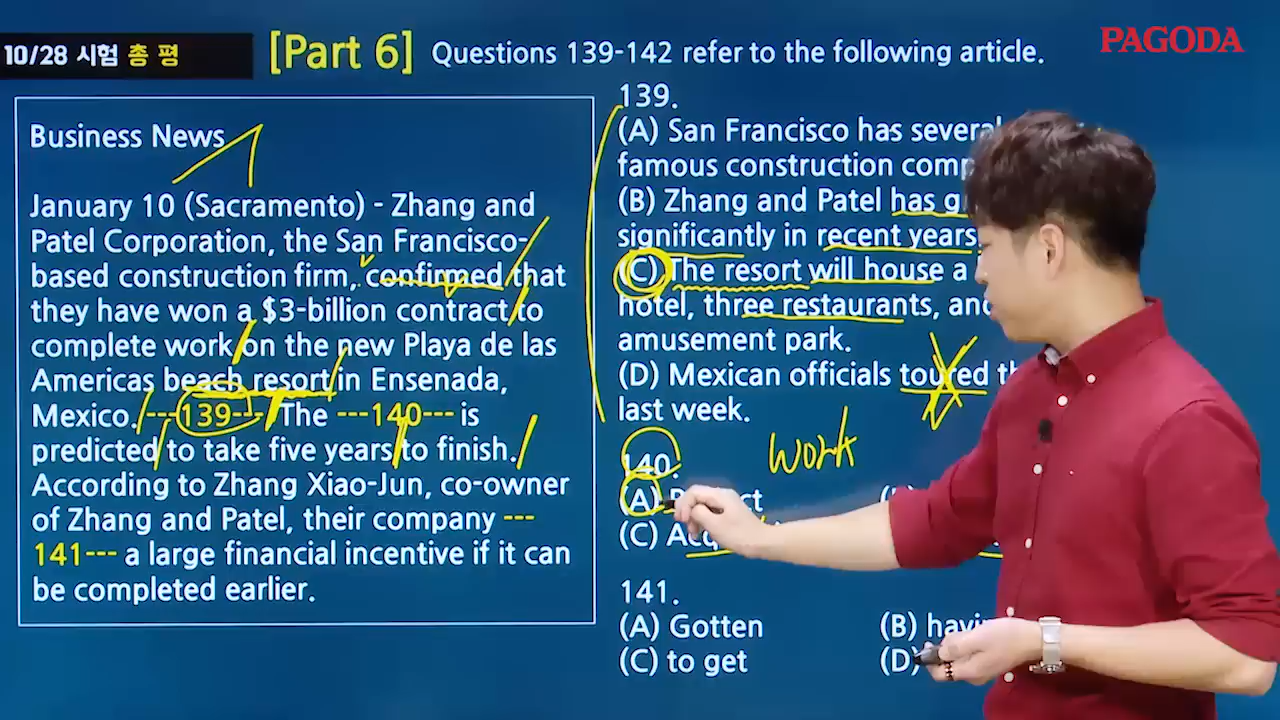 10/28 시험 총평
[Part 6] Questions 139-142 refer to the following article.
PAGODA
Business News
January 10 (Sacramento) - Zhang and
Patel Corporation, the San Francisco-
based construction firm, confirmed that
they have won a $3-billion contract to
complete work on the new Playa de las
Americas beach resort in Ensenada,
Mexico. ---139--- The ---140--- is
predicted to take five years to finish.
According to Zhang Xiao-Jun, co-owner
of Zhang and Patel, their company ---
141--- a large financial incentive if it can
be completed earlier.
139.
(A) San Francisco has several
famous construction
(B) Zhang and Patel has
significantly in recent years
(C) The resort will house a
hotel, three restaurants, and
amusement park.
(D) Mexican officials toured
last week.
work
140.
(A)
(C)
141.
(A) Gotten
(B)
(C) to get
(D)